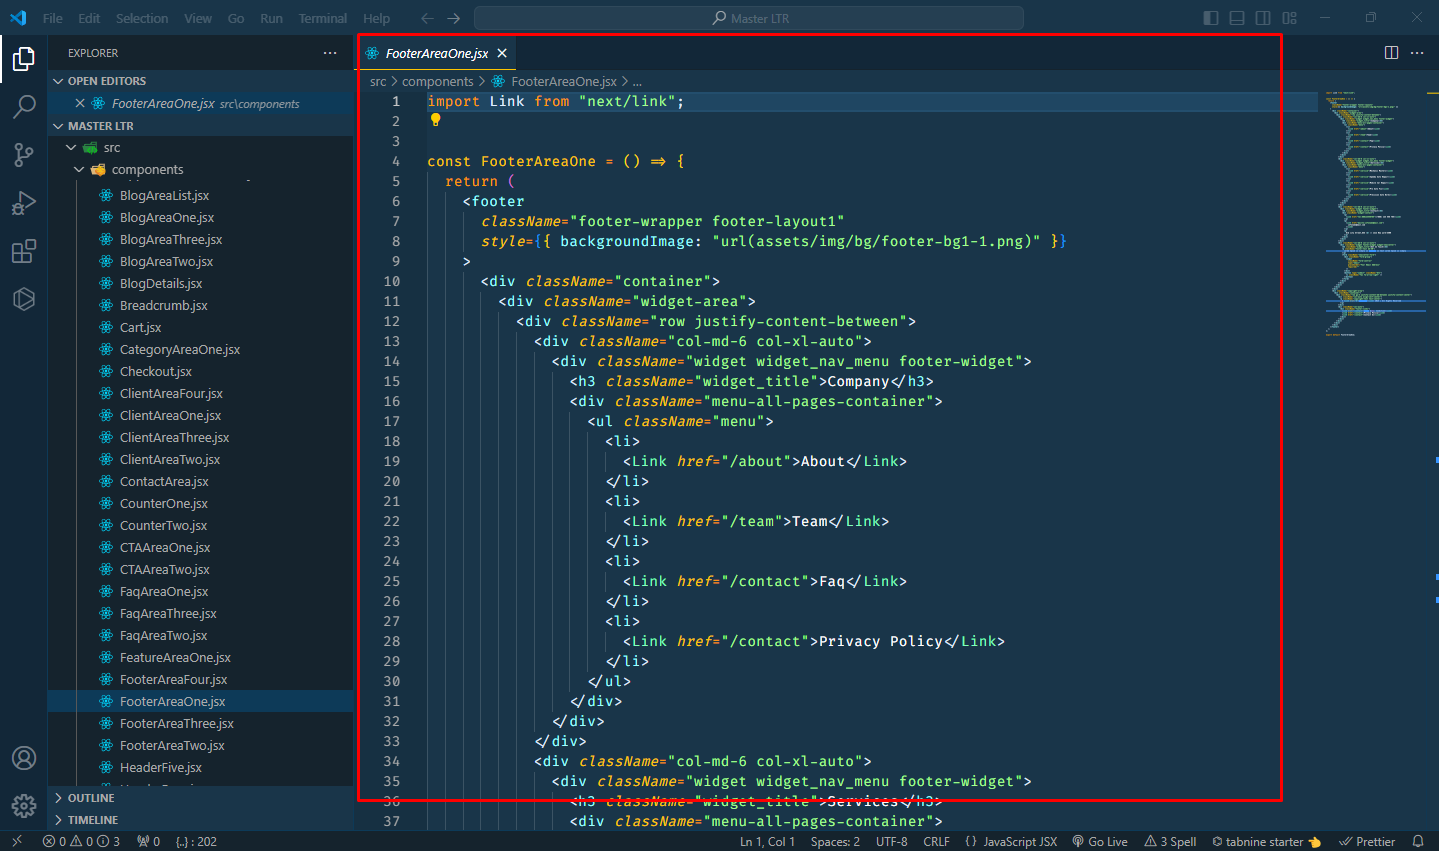 File Edit Selection View Go Run Terminal Help
Master LTR
EXPLORER
OPEN EDITORS
FooterAreaOne.jsx src\components
MASTER LTR
src
components
BlogAreaList.jsx
BlogAreaOne.jsx
BlogAreaThree.jsx
BlogAreaTwo.jsx
BlogDetails.jsx
Breadcrumb.jsx
Cart.jsx
CategoryAreaOne.jsx
Checkout.jsx
ClientAreaFour.jsx
ClientAreaOne.jsx
ClientAreaThree.jsx
ClientAreaTwo.jsx
ContactArea.jsx
CounterOne.jsx
CounterTwo.jsx
CTAAreaOne.jsx
CTAAreaTwo.jsx
FaqAreaOne.jsx
FaqAreaThree.jsx
FaqAreaTwo.jsx
FeatureAreaOne.jsx
FooterAreaFour.jsx
FooterAreaOne.jsx
FooterAreaThree.jsx
FooterAreaTwo.jsx
HeaderFive.jsx
OUTLINE
TIMELINE
FooterAreaOne.jsx
src > components > FooterAreaOne.jsx > ...
1 import Link from "next/link";
2
3
4 const FooterAreaOne = () => {
5 return (
6 <footer
7 className="footer-wrapper footer-layout1"
8 style={{ backgroundImage: "url(assets/img/bg/footer-bg1-1.png)" }}
9 >
10 <div className="container">
11 <div className="widget-area">
12 <div className="row justify-content-between">
13 <div className="col-md-6 col-xl-auto">
14 <div className="widget widget_nav_menu footer-widget">
15 <h3 className="widget_title">Company</h3>
16 <div className="menu-all-pages-container">
17 <ul className="menu">
18 <li>
19 <Link href="/about">About</Link>
20 </li>
21 <li>
22 <Link href="/team">Team</Link>
23 </li>
24 <li>
25 <Link href="/contact">Faq</Link>
26 </li>
27 <li>
28 <Link href="/contact">Privacy Policy</Link>
29 </li>
30 </ul>
31 </div>
32 </div>
33 </div>
34 <div className="col-md-6 col-xl-auto">
35 <div className="widget widget_nav_menu footer-widget">
36 <h3 className="widget_title">Services</h3>
37 <div className="menu-all-pages-container">
0 0 3 0 {..} : 202 Ln 1, Col 1 Spaces: 2 UTF-8 CRLF {} JavaScript JSX Go Live 3 Spell tabnine starter Prettier